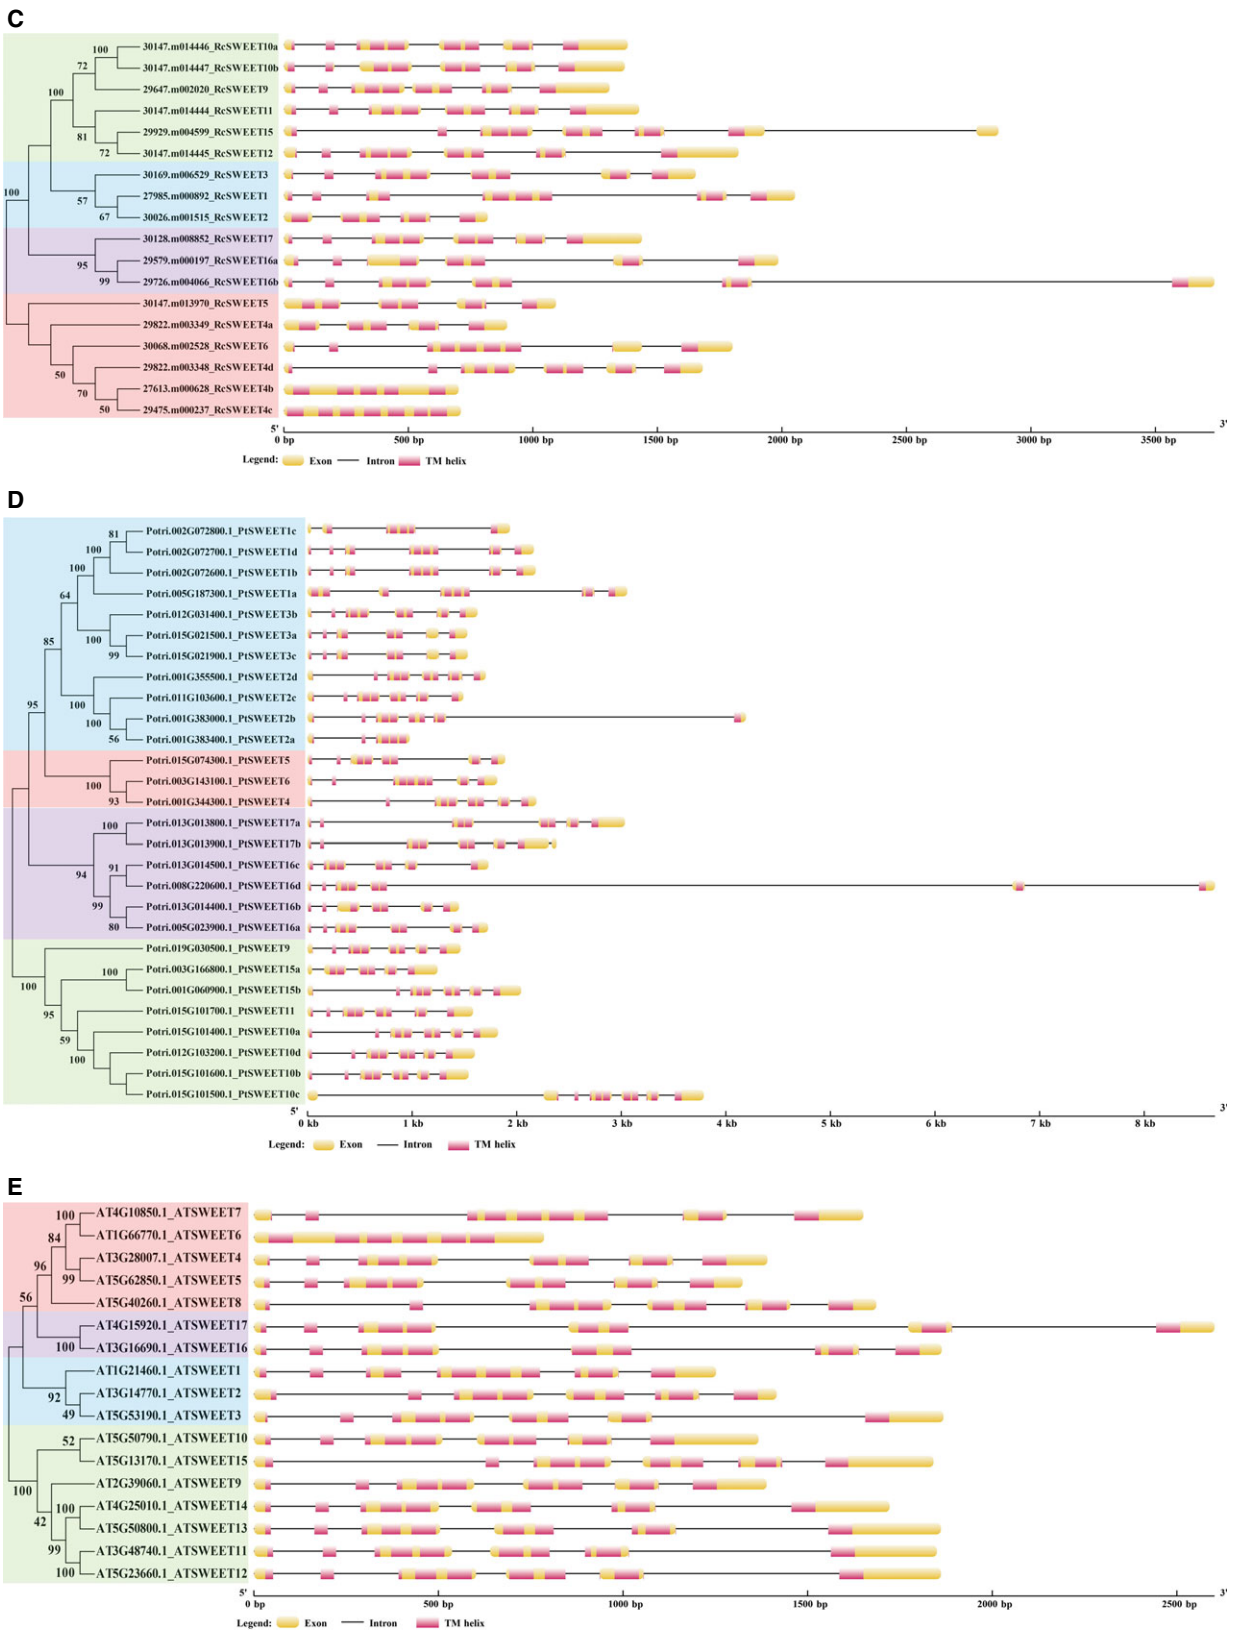 C
100
30147.m014446_RcSWEET10a
72
30147.m014447_RcSWEET10b
29647.m002020_RcSWEET9
100
30147.m014444_RcSWEET11
81
29929.m004599_RcSWEET15
72
30147.m014445_RcSWEET12
30169.m006529_RcSWEET3
100
57
27985.m000892_RcSWEET1
67
30026.m001515_RcSWEET2
30128.m008852_RcSWEET17
95
29579.m000197_RcSWEET16a
99
29726.m004066_RcSWEET16b
30147.m013970_RcSWEET5
29822.m003349_RcSWEET4a
30068.m002528_RcSWEET6
50
29822.m003348_RcSWEET4d
70
27613.m000628_RcSWEET4b
50
29475.m000237_RcSWEET4c
5' 3'
0 bp 500 bp 1000 bp 1500 bp 2000 bp 2500 bp 3000 bp 3500 bp
Legend: Exon Intron TM helix
D
81
Potri.002G072800.1_PtSWEET1c
100
Potri.002G072700.1_PtSWEET1d
100
Potri.002G072600.1_PtSWEET1b
64
Potri.005G187300.1_PtSWEET1a
Potri.012G031400.1_PtSWEET3b
85
100
Potri.015G021500.1_PtSWEET3a
99
Potri.015G021900.1_PtSWEET3c
Potri.001G355500.1_PtSWEET2d
95
100
Potri.011G103600.1_PtSWEET2c
100
Potri.001G383000.1_PtSWEET2b
56
Potri.001G383400.1_PtSWEET2a
Potri.015G074300.1_PtSWEET5
100
Potri.003G143100.1_PtSWEET6
93
Potri.001G344300.1_PtSWEET4
100
Potri.013G013800.1_PtSWEET17a
Potri.013G013900.1_PtSWEET17b
94
91
Potri.013G014500.1_PtSWEET16c
Potri.008G220600.1_PtSWEET16d
99
Potri.013G014400.1_PtSWEET16b
80
Potri.005G023900.1_PtSWEET16a
Potri.019G030500.1_PtSWEET9
100
100
Potri.003G166800.1_PtSWEET15a
Potri.001G060900.1_PtSWEET15b
95
Potri.015G101700.1_PtSWEET11
59
Potri.015G101400.1_PtSWEET10a
100
Potri.012G103200.1_PtSWEET10d
Potri.015G101600.1_PtSWEET10b
Potri.015G101500.1_PtSWEET10c
5' 3'
0 kb 1 kb 2 kb 3 kb 4 kb 5 kb 6 kb 7 kb 8 kb
Legend: Exon Intron TM helix
E
100
AT4G10850.1_ATSWEET7
84
AT1G66770.1_ATSWEET6
96
AT3G28007.1_ATSWEET4
99
AT5G62850.1_ATSWEET5
56
AT5G40260.1_ATSWEET8
AT4G15920.1_ATSWEET17
100
AT3G16690.1_ATSWEET16
AT1G21460.1_ATSWEET1
92
AT3G14770.1_ATSWEET2
49
AT5G53190.1_ATSWEET3
52
AT5G50790.1_ATSWEET10
AT5G13170.1_ATSWEET15
100
AT2G39060.1_ATSWEET9
42
100
AT4G25010.1_ATSWEET14
AT5G50800.1_ATSWEET13
99
AT3G48740.1_ATSWEET11
100
AT5G23660.1_ATSWEET12
5' 3'
0 bp 500 bp 1000 bp 1500 bp 2000 bp 2500 bp
Legend: Exon Intron TM helix